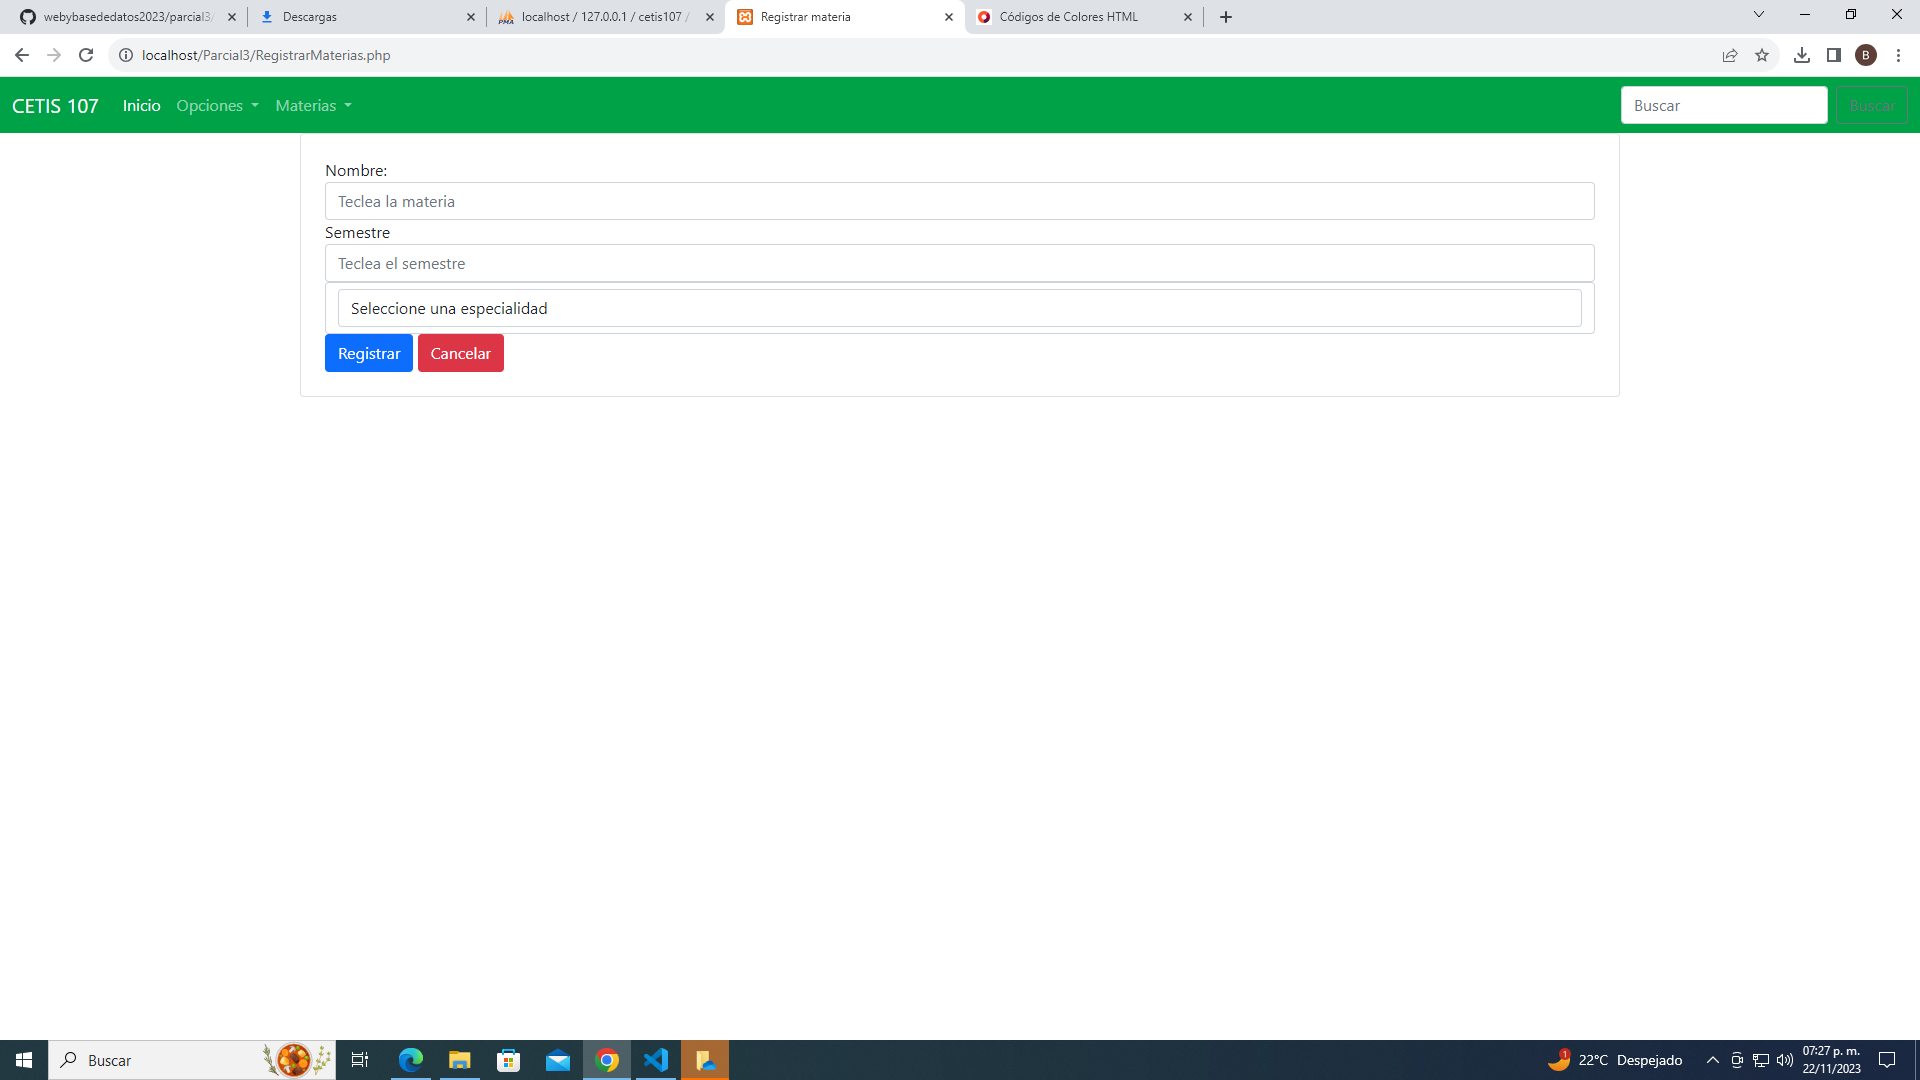 webybasededatos2023/parcial3/
Descargas
localhost / 127.0.0.1 / cetis107 /
Registrar materia
Códigos de Colores HTML
localhost/Parcial3/RegistrarMaterias.php
B
CETIS 107
Inicio
Opciones
Materias
Buscar
Buscar
Nombre:
Teclea la materia
Semestre
Teclea el semestre
Seleccione una especialidad
Registrar
Cancelar
Buscar
1
22°C Despejado
07:27 p. m.
22/11/2023